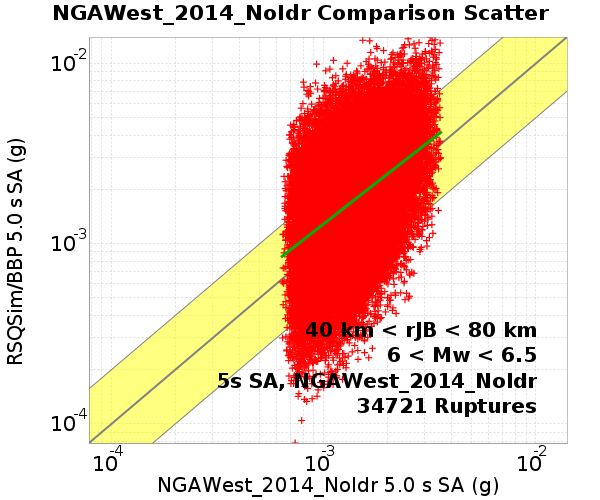 NGAWest_2014_NoIdr Comparison Scatter
RSQSim/BBP 5.0 s SA (g)
10-2
10-3
10-4
40 km < rJB < 80 km
6 < Mw < 6.5
5s SA, NGAWest_2014_NoIdr
34721 Ruptures
10-4 10-3 10-2
NGAWest_2014_NoIdr 5.0 s SA (g)